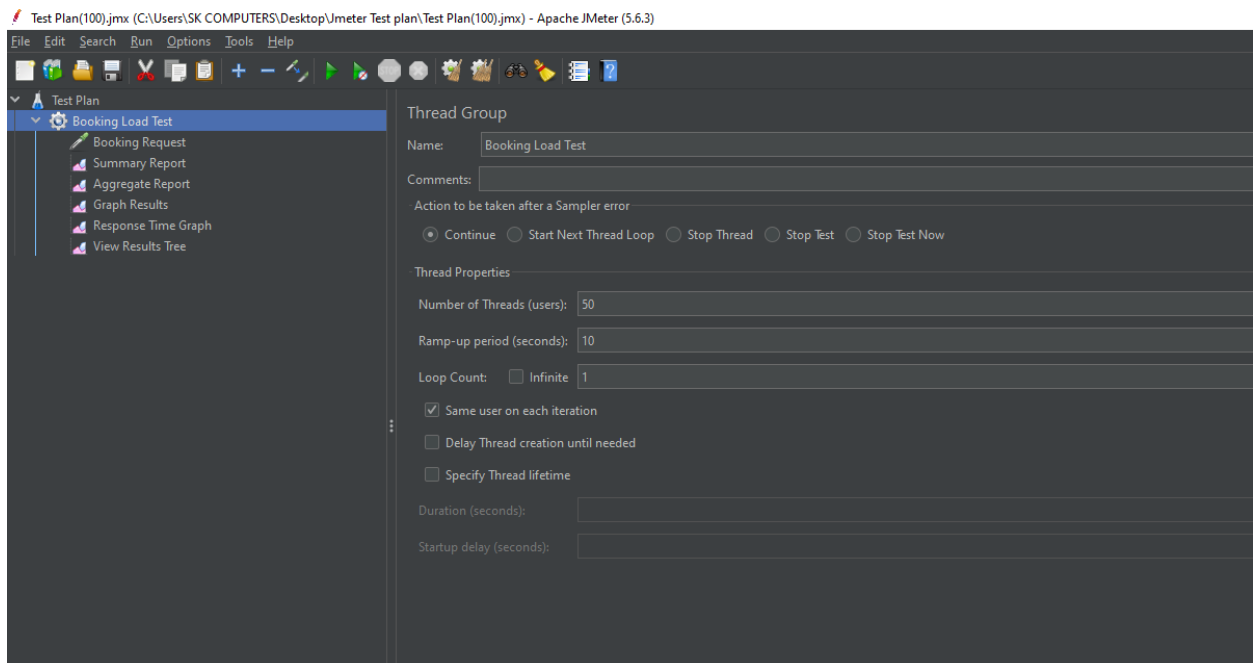 Test Plan(100).jmx (C:\Users\SK COMPUTERS\Desktop\Jmeter Test plan\Test Plan(100).jmx) - Apache JMeter (5.6.3)
File Edit Search Run Options Tools Help
Test Plan
Booking Load Test
Booking Request
Summary Report
Aggregate Report
Graph Results
Response Time Graph
View Results Tree
Thread Group
Name: Booking Load Test
Comments:
Action to be taken after a Sampler error
Continue Start Next Thread Loop Stop Thread Stop Test Stop Test Now
Thread Properties
Number of Threads (users): 50
Ramp-up period (seconds): 10
Loop Count: Infinite 1
Same user on each iteration
Delay Thread creation until needed
Specify Thread lifetime
Duration (seconds):
Startup delay (seconds):